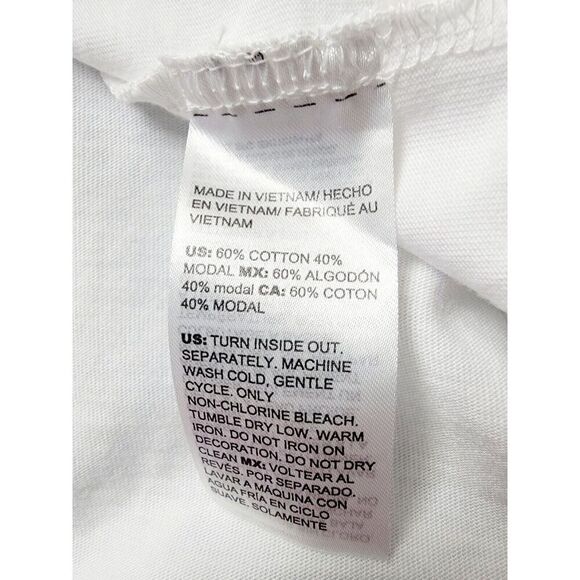 MADE IN VIETNAM/ HECHO
EN VIETNAM/ FABRIQUÉ AU
VIETNAM
US: 60% COTTON 40%
MODAL MX: 60% ALGODÓN
40% modal CA: 60% COTON
40% MODAL
US: TURN INSIDE OUT.
SEPARATELY. MACHINE
WASH COLD, GENTLE
CYCLE. ONLY
NON-CHLORINE BLEACH.
TUMBLE DRY LOW. WARM
IRON. DO NOT IRON ON
DECORATION. DO NOT DRY
CLEAN MX: VOLTEAR AL
REVÉS. POR SEPARADO.
LAVAR A MÁQUINA CON
AGUA FRÍA EN CICLO
SUAVE. SOLAMENTE